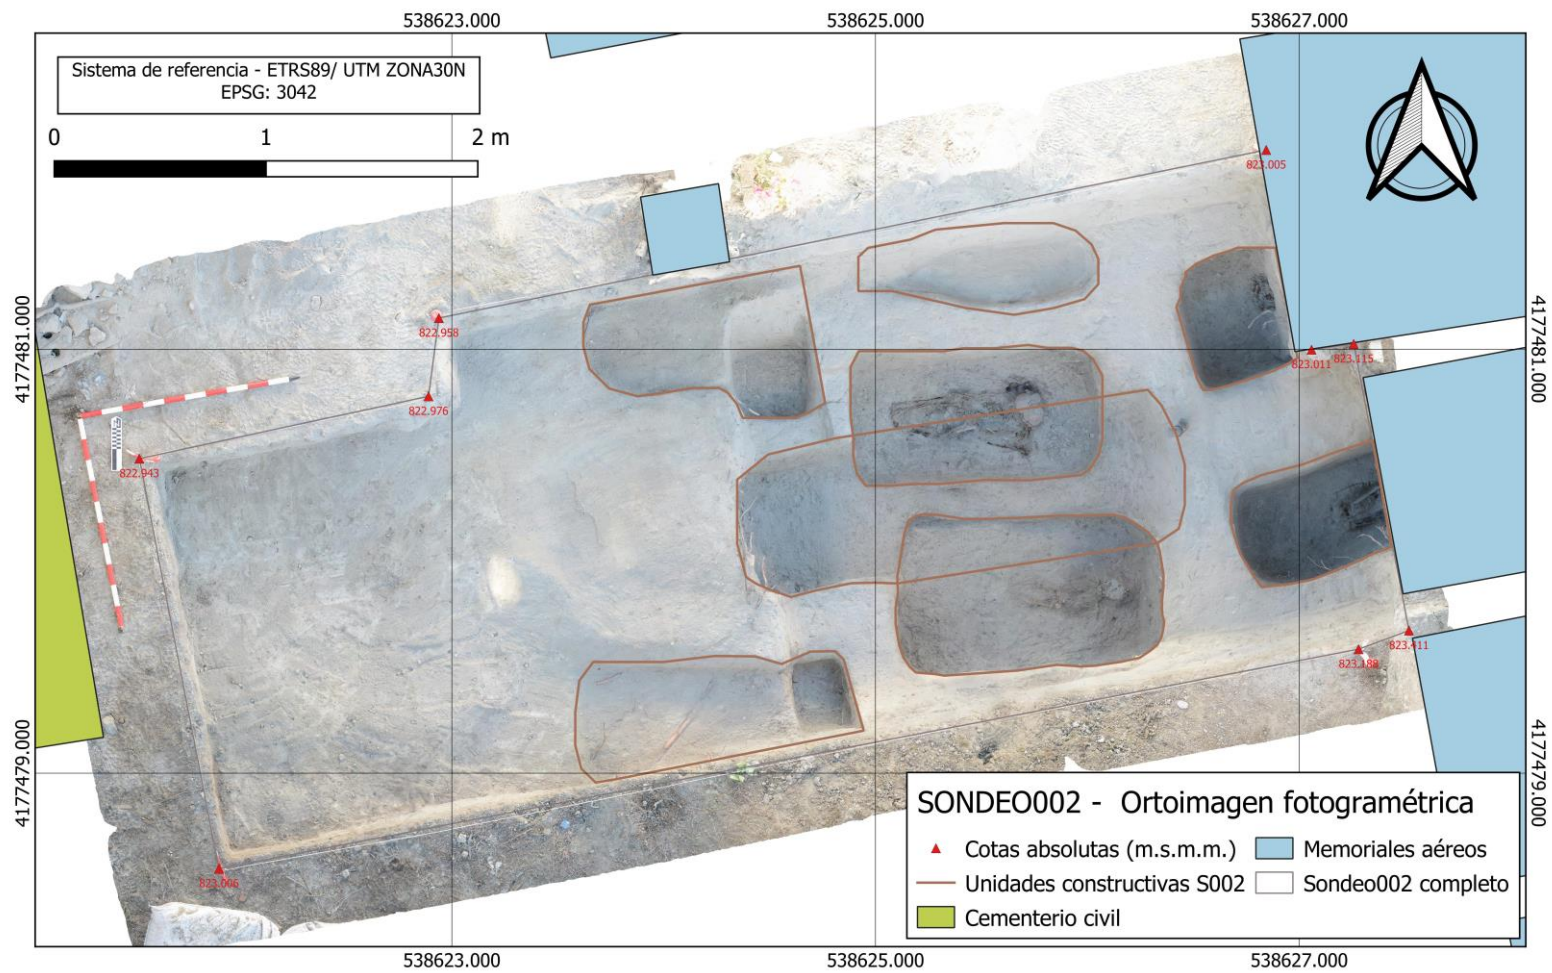 538623.000
538625.000
538627.000
Sistema de referencia - ETRS89/ UTM ZONA30N
EPSG: 3042
0
1
2 m
823.005
4177481.000
4177481.000
822.958
823.011
823.115
822.976
822.943
823.411
823.188
4177479.000
4177479.000
823.006
SONDEO002 - Ortoimagen fotogramétrica
Cotas absolutas (m.s.m.m.)
Memoriales aéreos
Unidades constructivas S002
Sondeo002 completo
Cementerio civil
538623.000
538625.000
538627.000